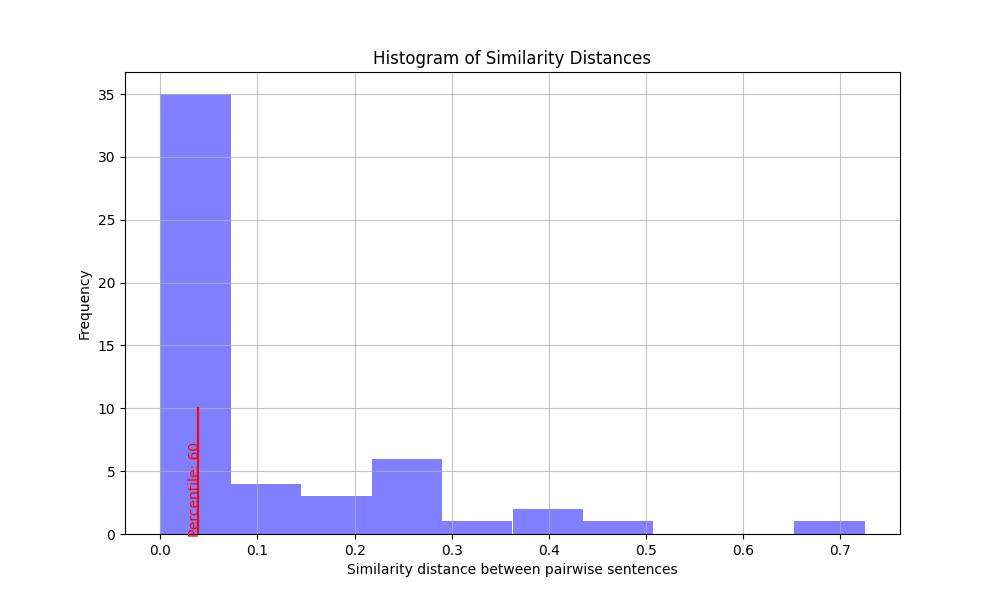 Histogram of Similarity Distances
Frequency
35
30
25
20
15
10
5
0
Percentile: 60
0.0 0.1 0.2 0.3 0.4 0.5 0.6 0.7
Similarity distance between pairwise sentences